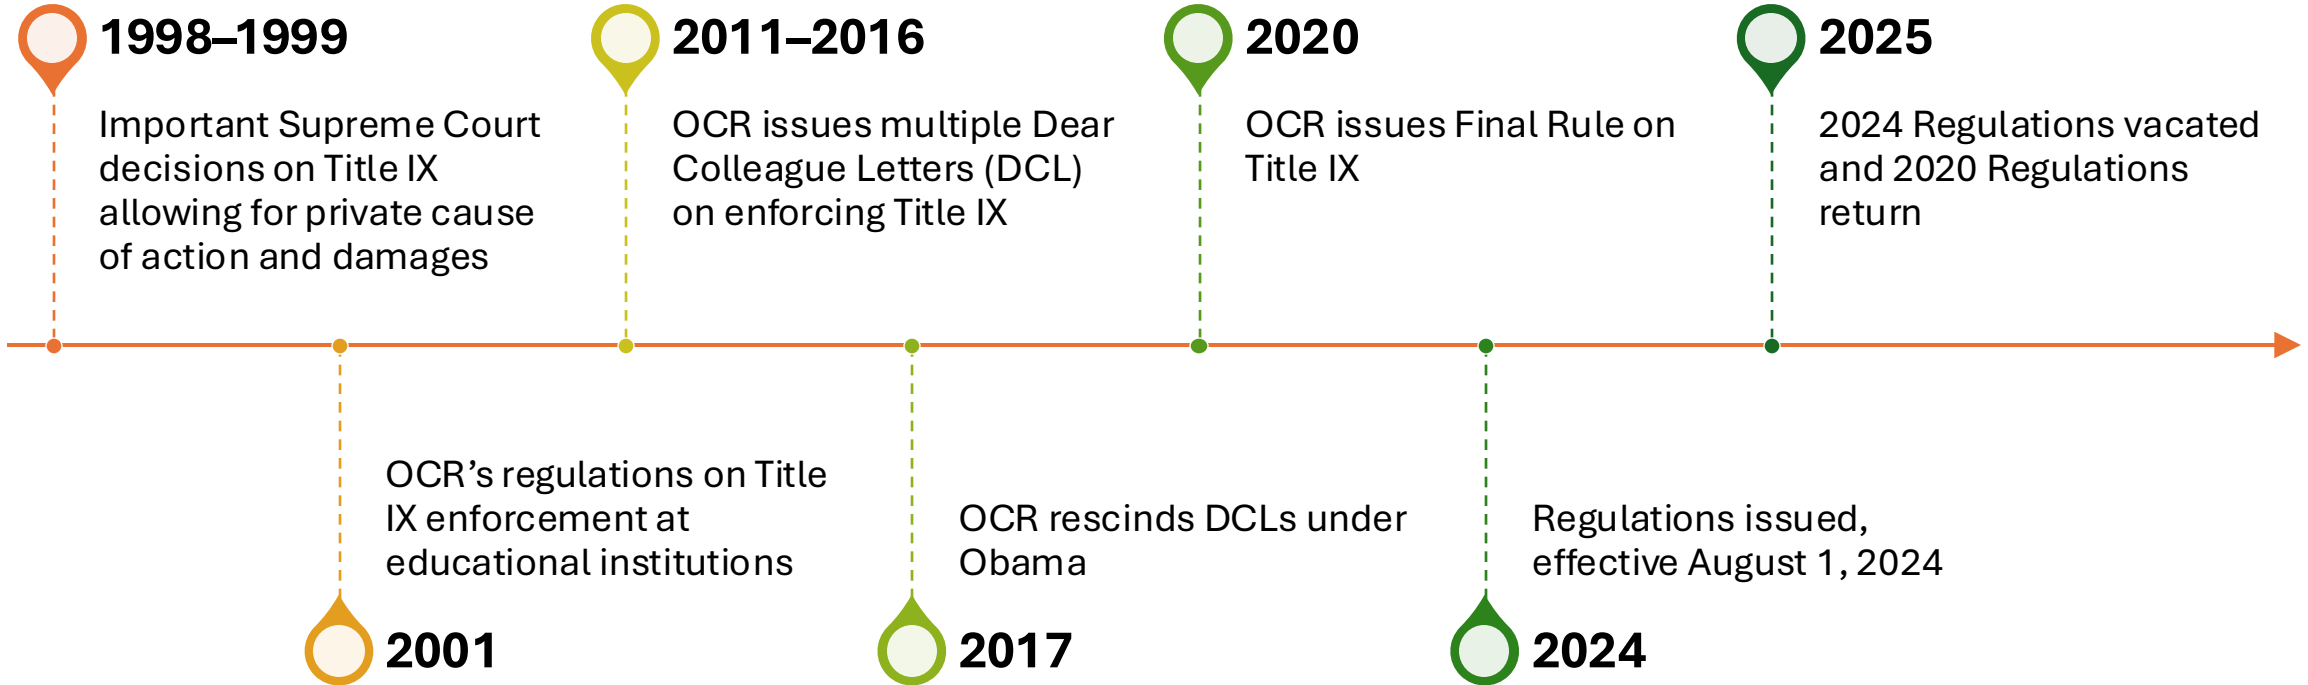 1998–1999
Important Supreme Court
decisions on Title IX
allowing for private cause
of action and damages
2001
OCR’s regulations on Title
IX enforcement at
educational institutions
2011–2016
OCR issues multiple Dear
Colleague Letters (DCL)
on enforcing Title IX
2017
OCR rescinds DCLs under
Obama
2020
OCR issues Final Rule on
Title IX
2024
Regulations issued,
effective August 1, 2024
2025
2024 Regulations vacated
and 2020 Regulations
return